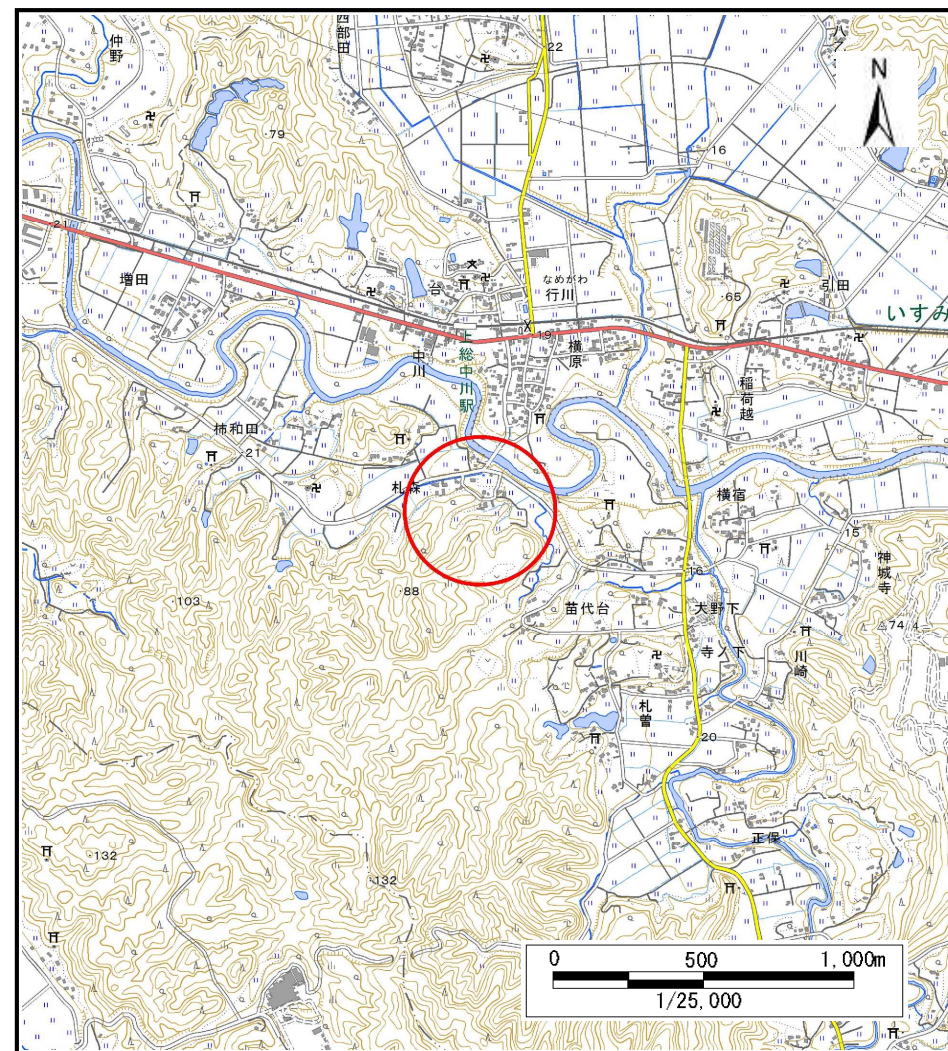 仲野
四部田
22
八
N
79
16
21
増田
台
なめがわ
行川
65
引田
いすみ
19
上総中川駅
中川
横原
稲荷越
柿和田
21
札森
横宿
15
神城寺
16
103
88
苗代台
大野下
74.4
寺ノ下
川崎
札曽
20
正保
132
132
0 500 1,000m
1/25,000